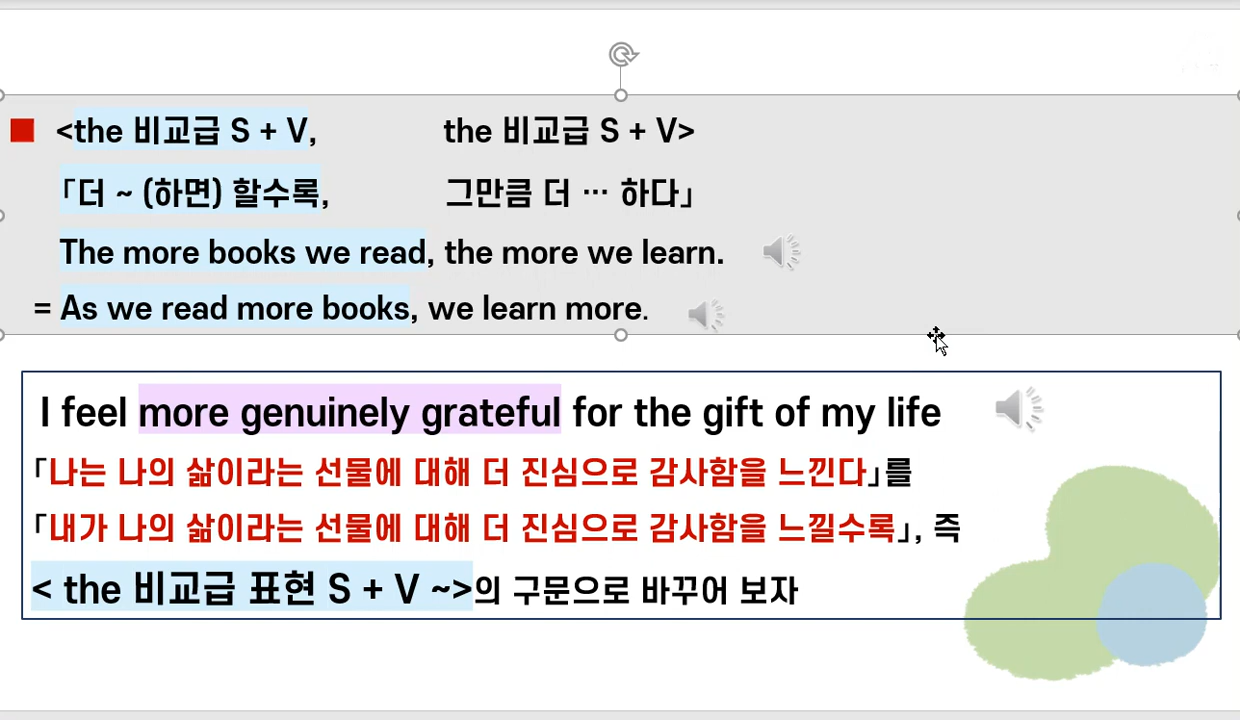 <the 비교급 S + V, the 비교급 S + V>
「더 ~ (하면) 할수록, 그만큼 더 … 하다」
The more books we read, the more we learn.
= As we read more books, we learn more.
I feel more genuinely grateful for the gift of my life
「나는 나의 삶이라는 선물에 대해 더 진심으로 감사함을 느낀다」를
「내가 나의 삶이라는 선물에 대해 더 진심으로 감사함을 느낄수록」, 즉
< the 비교급 표현 S + V ~>의 구문으로 바꾸어 보자